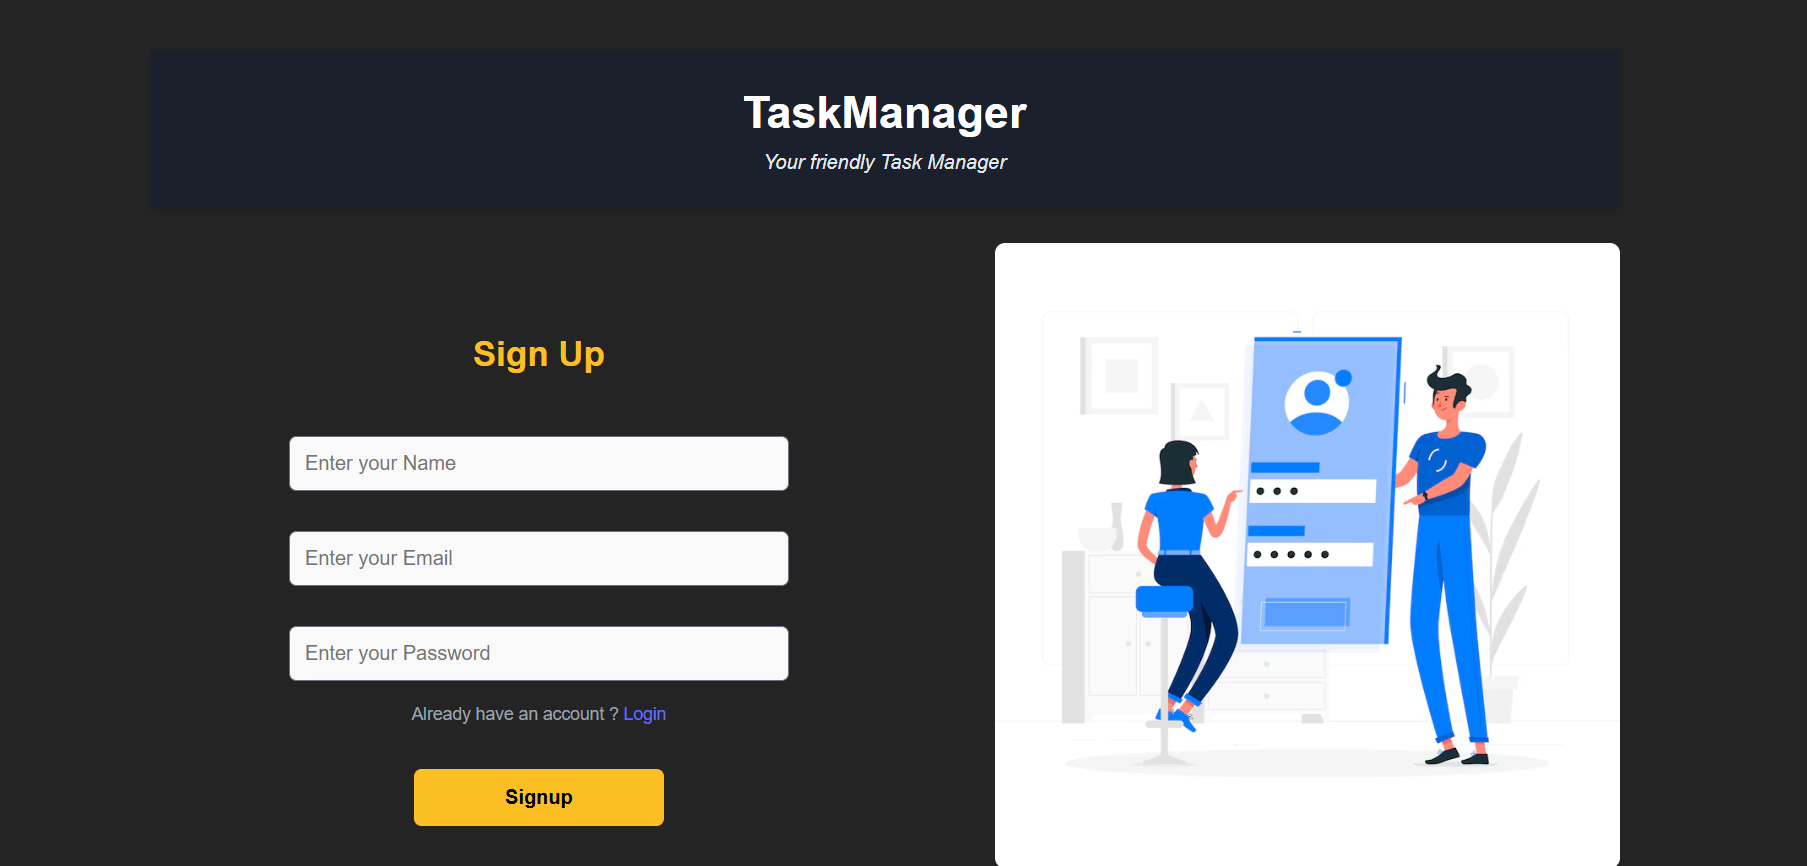 TaskManager
Your friendly Task Manager
Sign Up
Enter your Name
Enter your Email
Enter your Password
Already have an account ? Login
Signup